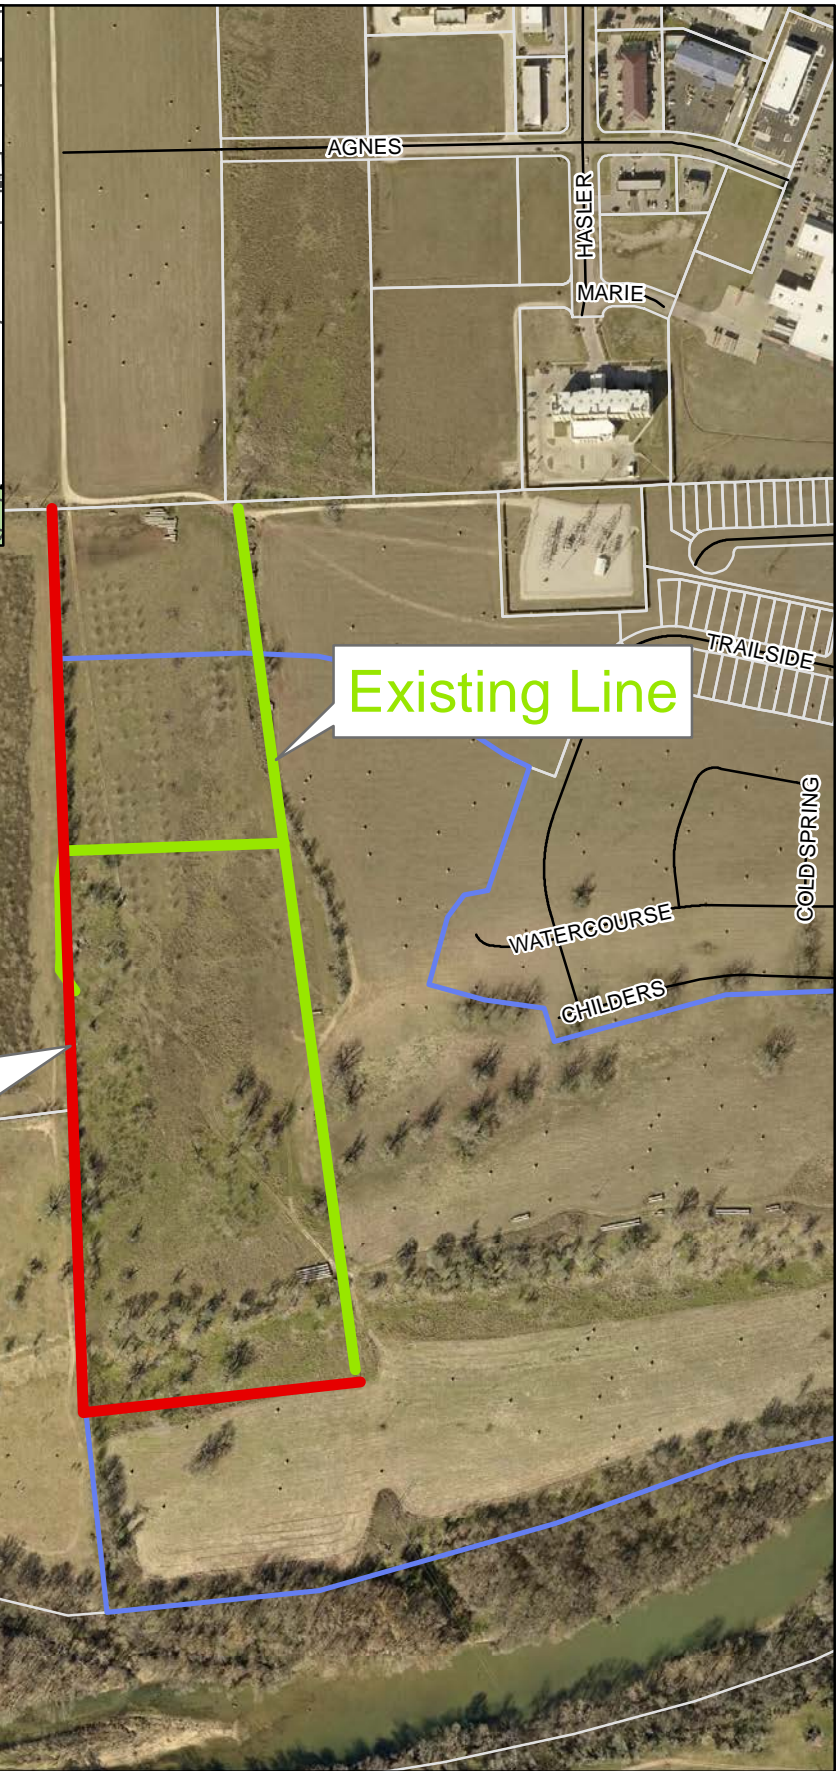 AGNES
HASLER
MARIE
TRAILSIDE
Existing Line
COLD SPRING
WATERCOURSE
CHILDERS